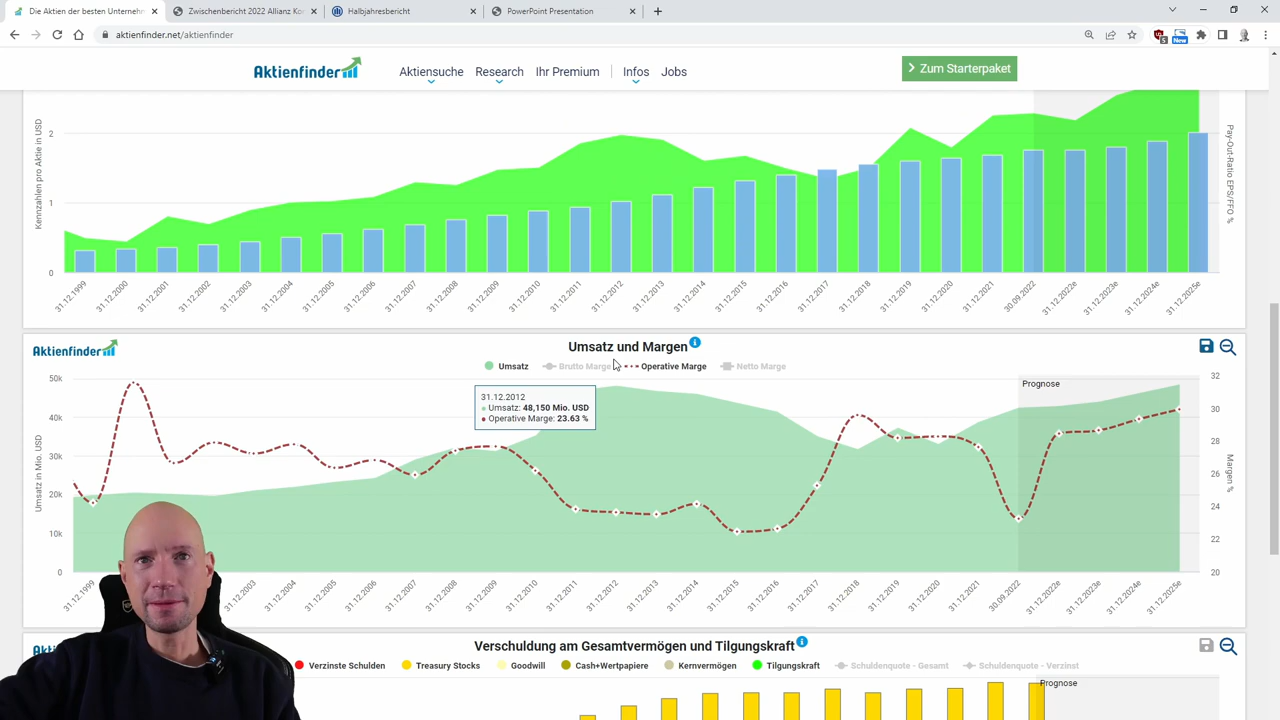 Die Aktien der besten Unternehm
Zwischenbericht 2022 Allianz Kon
Halbjahresbericht
PowerPoint Presentation
aktienfinder.net/aktienfinder
New
Aktienfinder
Aktiensuche
Research
Ihr Premium
Infos
Jobs
Zum Starterpaket
Kennzahlen pro Aktie in USD
2
1
0
Pay-Out-Ratio EPS/FFO %
31.12.1999
31.12.2000
31.12.2001
31.12.2002
31.12.2003
31.12.2004
31.12.2005
31.12.2006
31.12.2007
31.12.2008
31.12.2009
31.12.2010
31.12.2011
31.12.2012
31.12.2013
31.12.2014
31.12.2015
31.12.2016
31.12.2017
31.12.2018
31.12.2019
31.12.2020
31.12.2021
30.09.2022
31.12.2022e
31.12.2023e
31.12.2024e
31.12.2025e
Aktienfinder
Umsatz und Margen
Umsatz
Brutto Marge
Operative Marge
Netto Marge
Umsatz in Mio. USD
50k
40k
30k
20k
10k
0
31.12.2012
Umsatz: 48,150 Mio. USD
Operative Marge: 23.63 %
Prognose
32
30
28
26
24
22
20
Margen %
31.12.1999
31.12.2003
31.12.2004
31.12.2005
31.12.2006
31.12.2007
31.12.2008
31.12.2009
31.12.2010
31.12.2011
31.12.2012
31.12.2013
31.12.2014
31.12.2015
31.12.2016
31.12.2017
31.12.2018
31.12.2019
31.12.2020
31.12.2021
30.09.2022
31.12.2022e
31.12.2023e
31.12.2024e
31.12.2025e
Verschuldung am Gesamtvermögen und Tilgungskraft
Verzinste Schulden
Treasury Stocks
Goodwill
Cash+Wertpapiere
Kernvermögen
Tilgungskraft
Schuldenquote - Gesamt
Schuldenquote - Verzinst
Prognose